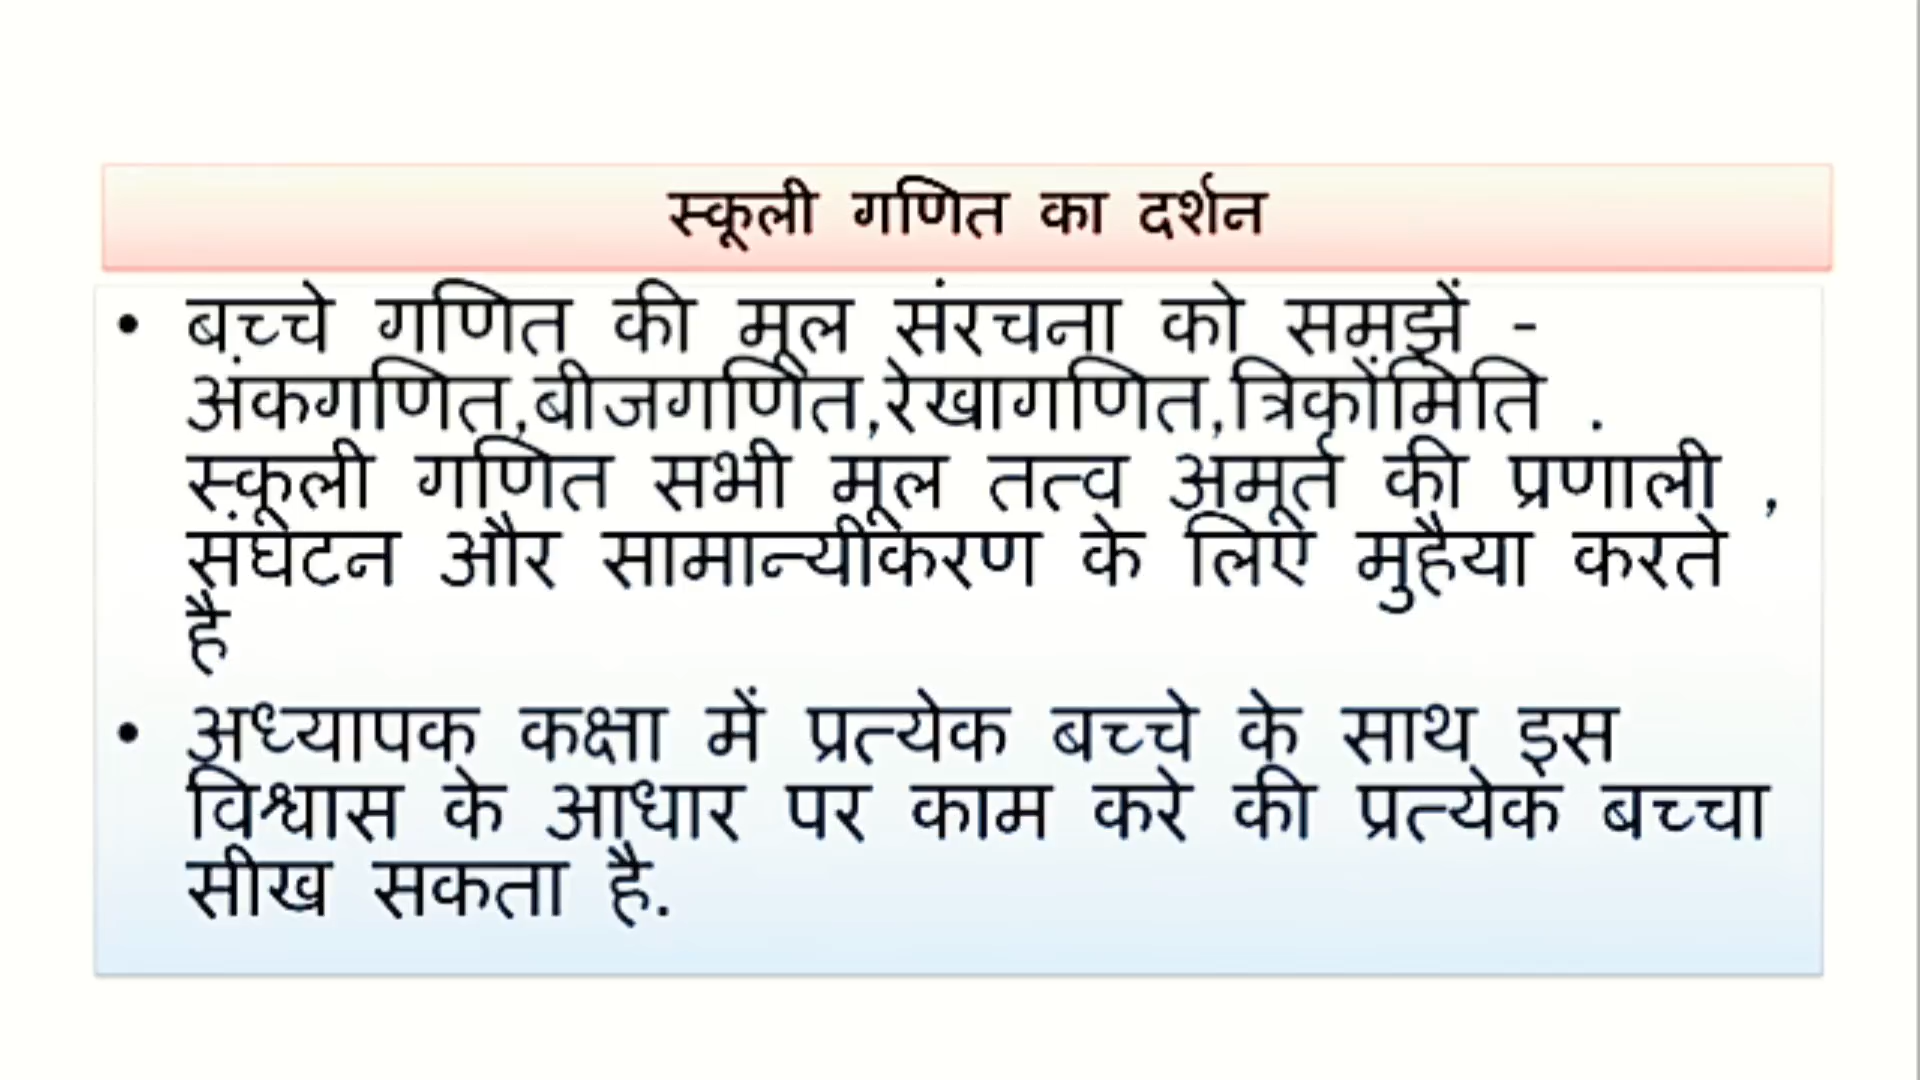 स्कूली गणित का दर्शन
• बच्चे गणित की मूल संरचना को समझें -
अंकगणित,बीजगणित,रेखागणित,त्रिकोंमिति .
स्कूली गणित सभी मूल तत्व अमूर्त की प्रणाली ,
संघटन और सामान्यीकरण के लिए मुहैया करते
है
• अध्यापक कक्षा में प्रत्येक बच्चे के साथ इस
विश्वास के आधार पर काम करे की प्रत्येक बच्चा
सीख सकता है.